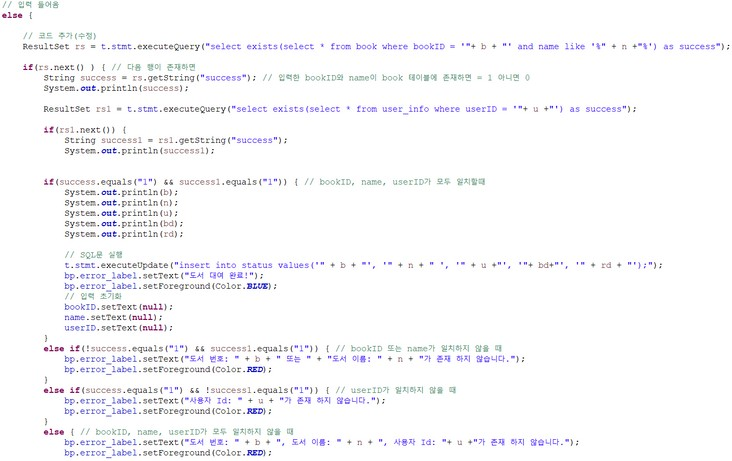 // 입력 들어옴
else {
// 코드 추가(수정)
ResultSet rs = t.stmt.executeQuery("select exists(select * from book where bookID = '"+ b + "' and name like '%" + n +"%') as success");
if(rs.next() ) { // 다음 행이 존재하면
String success = rs.getString("success"); // 입력한 bookID와 name이 book 테이블에 존재하면 = 1 아니면 0
System.out.println(success);
ResultSet rs1 = t.stmt.executeQuery("select exists(select * from user_info where userID = '"+ u +"') as success");
if(rs1.next()) {
String success1 = rs1.getString("success");
System.out.println(success1);
if(success.equals("1") && success1.equals("1")) { // bookID, name, userID가 모두 일치할때
System.out.println(b);
System.out.println(n);
System.out.println(u);
System.out.println(bd);
System.out.println(rd);
// SQL문 실행
t.stmt.executeUpdate("insert into status values('" + b + "', '" + n + " ', '" + u +"', '"+ bd+"', '" + rd + "');");
bp.error_label.setText("도서 대여 완료!");
bp.error_label.setForeground(Color.BLUE);
// 입력 초기화
bookID.setText(null);
name.setText(null);
userID.setText(null);
}
else if(!success.equals("1") && success1.equals("1")) { // bookID 또는 name가 일치하지 않을 때
bp.error_label.setText("도서 번호: " + b + " 또는 " + "도서 이름: " + n + "가 존재 하지 않습니다.");
bp.error_label.setForeground(Color.RED);
}
else if(success.equals("1") && !success1.equals("1")) { // userID가 일치하지 않을 때
bp.error_label.setText("사용자 Id: " + u + "가 존재 하지 않습니다.");
bp.error_label.setForeground(Color.RED);
}
else { // bookID, name, userID가 모두 일치하지 않을 때
bp.error_label.setText("도서 번호: " + b + ", 도서 이름: " + n + ", 사용자 Id: "+ u +"가 존재 하지 않습니다.");
bp.error_label.setForeground(Color.RED);